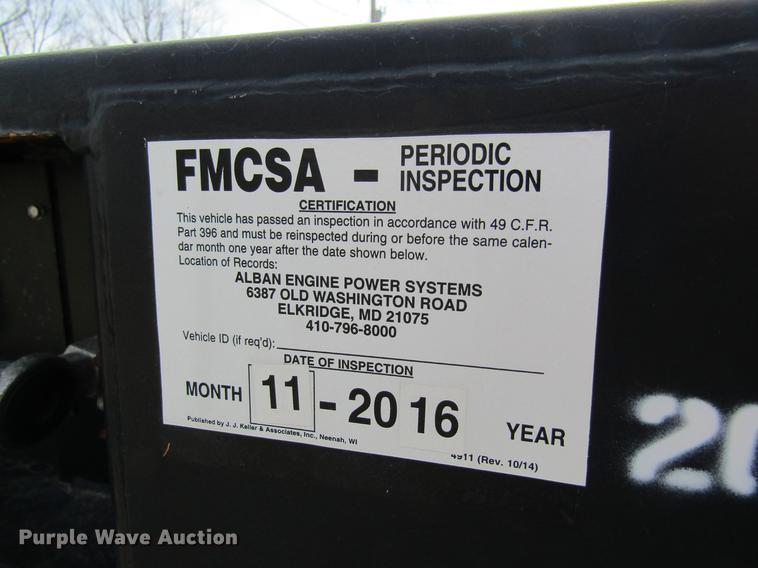 FMCSA - PERIODIC INSPECTION
CERTIFICATION
This vehicle has passed an inspection in accordance with 49 C.F.R.
Part 396 and must be reinspected during or before the same calen-
dar month one year after the date shown below.
Location of Records:
ALBAN ENGINE POWER SYSTEMS
6387 OLD WASHINGTON ROAD
ELKRIDGE, MD 21075
410-796-8000
Vehicle ID (if req'd):
DATE OF INSPECTION
MONTH 11 - 20 16 YEAR
Published by J. J. Keller & Associates, Inc., Neenah, WI
4911 (Rev. 10/14)
20
Purple Wave Auction